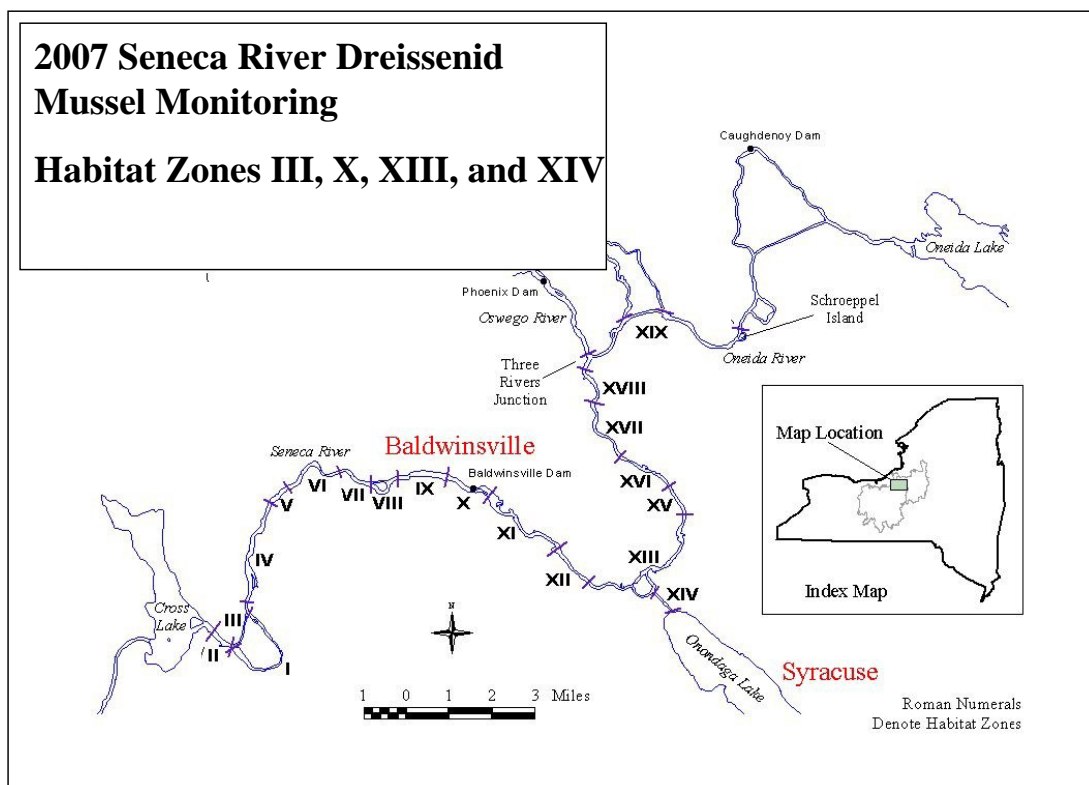 2007 Seneca River Dreissenid
Mussel Monitoring
Habitat Zones III, X, XIII, and XIV
Caughdenoy Dam
Oneida Lake
Phoenix Dam
Oswego River
Schroeppel
Island
XIX
Oneida River
Three
Rivers
Junction
XVIII
XVII
Map Location
Baldwinsville
Seneca River
Baldwinsville Dam
VI
VII
VIII
IX
X
XVI
XV
V
XI
IV
XII
XIII
XIV
Index Map
Cross
Lake
III
II
I
N
Onondaga Lake
Syracuse
1 0 1 2 3 Miles
Roman Numerals
Denote Habitat Zones